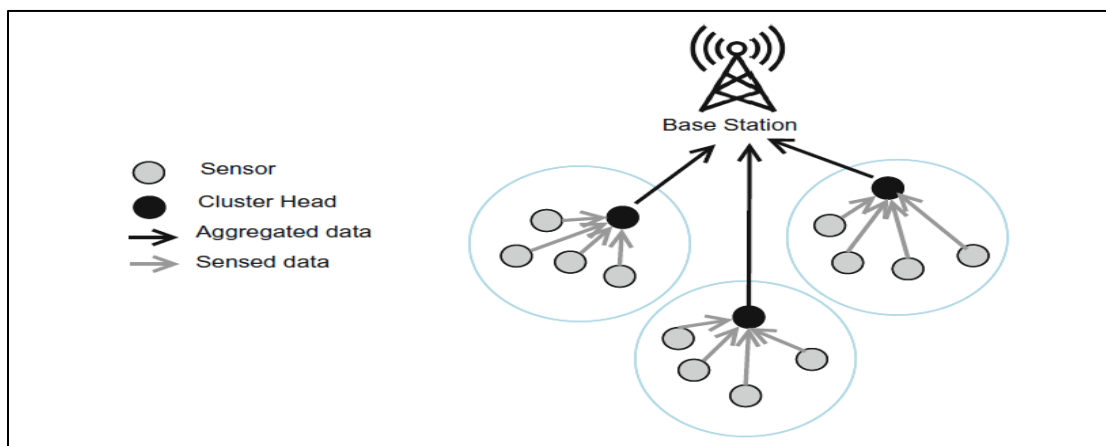 Base Station
Sensor
Cluster Head
Aggregated data
Sensed data